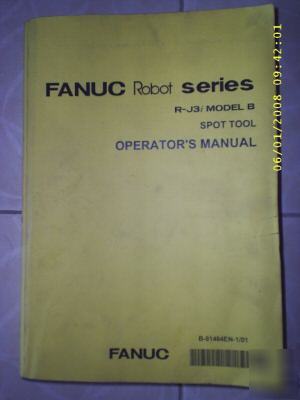 FANUC Robot series
R-J3i MODEL B
SPOT TOOL
OPERATOR'S MANUAL
B-81464EN-1/01
FANUC
06/01/2008 09:42:01